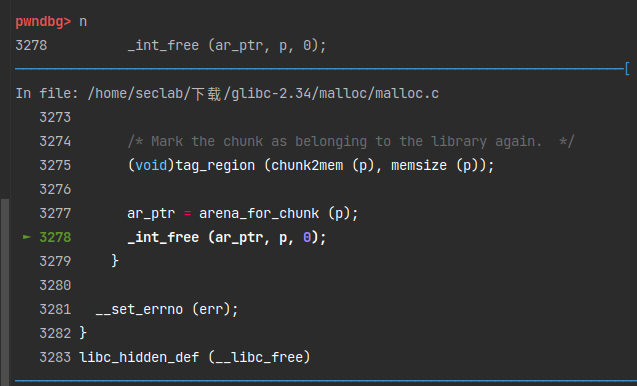 pwndbg> n
3278          _int_free (ar_ptr, p, 0);
[
In file: /home/seclab/下载/glibc-2.34/malloc/malloc.c
   3273
   3274       /* Mark the chunk as belonging to the library again.  */
   3275       (void)tag_region (chunk2mem (p), memsize (p));
   3276
   3277       ar_ptr = arena_for_chunk (p);
 ► 3278       _int_free (ar_ptr, p, 0);
   3279     }
   3280
   3281   __set_errno (err);
   3282 }
   3283 libc_hidden_def (__libc_free)